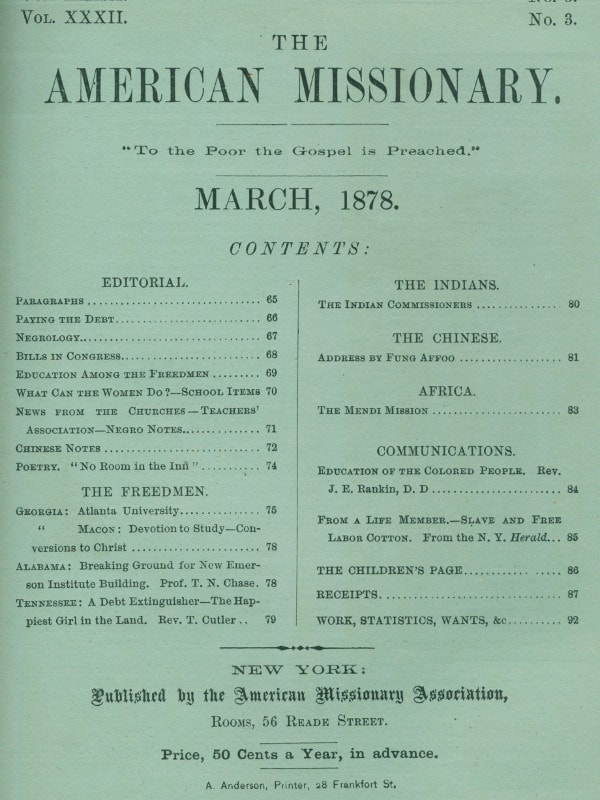 Vol. XXXII.
No. 3.
THE
AMERICAN MISSIONARY.
"To the Poor the Gospel is Preached."
MARCH, 1878.
CONTENTS:
EDITORIAL.
Paragraphs 65
Paying the Debt 66
Negrology 67
Bills in Congress 68
Education Among the Freedmen 69
What Can the Women Do?—School Items 70
News from the Churches—Teachers'
Association—Negro Notes 71
Chinese Notes 72
Poetry. "No Room in the Inn" 74
THE FREEDMEN.
Georgia: Atlanta University 75
" Macon: Devotion to Study—Con-
versions to Christ 78
Alabama: Breaking Ground for New Emer-
son Institute Building. Prof. T. N. Chase. 78
Tennessee: A Debt Extinguisher—The Hap-
piest Girl in the Land. Rev. T. Cutler 79
THE INDIANS.
The Indian Commissioners 80
THE CHINESE.
Address by Fung Affoo 81
AFRICA.
The Mendi Mission 83
COMMUNICATIONS.
Education of the Colored People. Rev.
J. E. Rankin, D. D 84
From a Life Member.—Slave and Free
Labor Cotton. From the N. Y. Herald 85
THE CHILDREN'S PAGE 86
RECEIPTS 87
WORK, STATISTICS, WANTS, &c 92
NEW YORK:
Published by the American Missionary Association,
Rooms, 56 Reade Street.
Price, 50 Cents a Year, in advance.
A. Anderson, Printer, 28 Frankfort St.